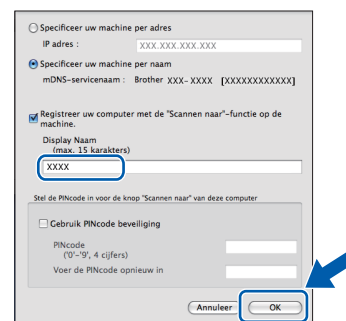 Specificeer uw machine per adres
IP adres : XXX.XXX.XXX.XXX
Specificeer uw machine per naam
mDNS-servicenaam : Brother XXX-XXXX [XXXXXXXXXXXX]
Registreer uw computer met de "Scannen naar"-functie op de
machine.
Display Naam
(max. 15 karakters)
XXXX
Stel de PINcode in voor de knop "Scannen naar" van deze computer
Gebruik PINcode beveiliging
PINcode
('0'-'9', 4 cijfers)
Voer de PINcode opnieuw in
Annuleer OK